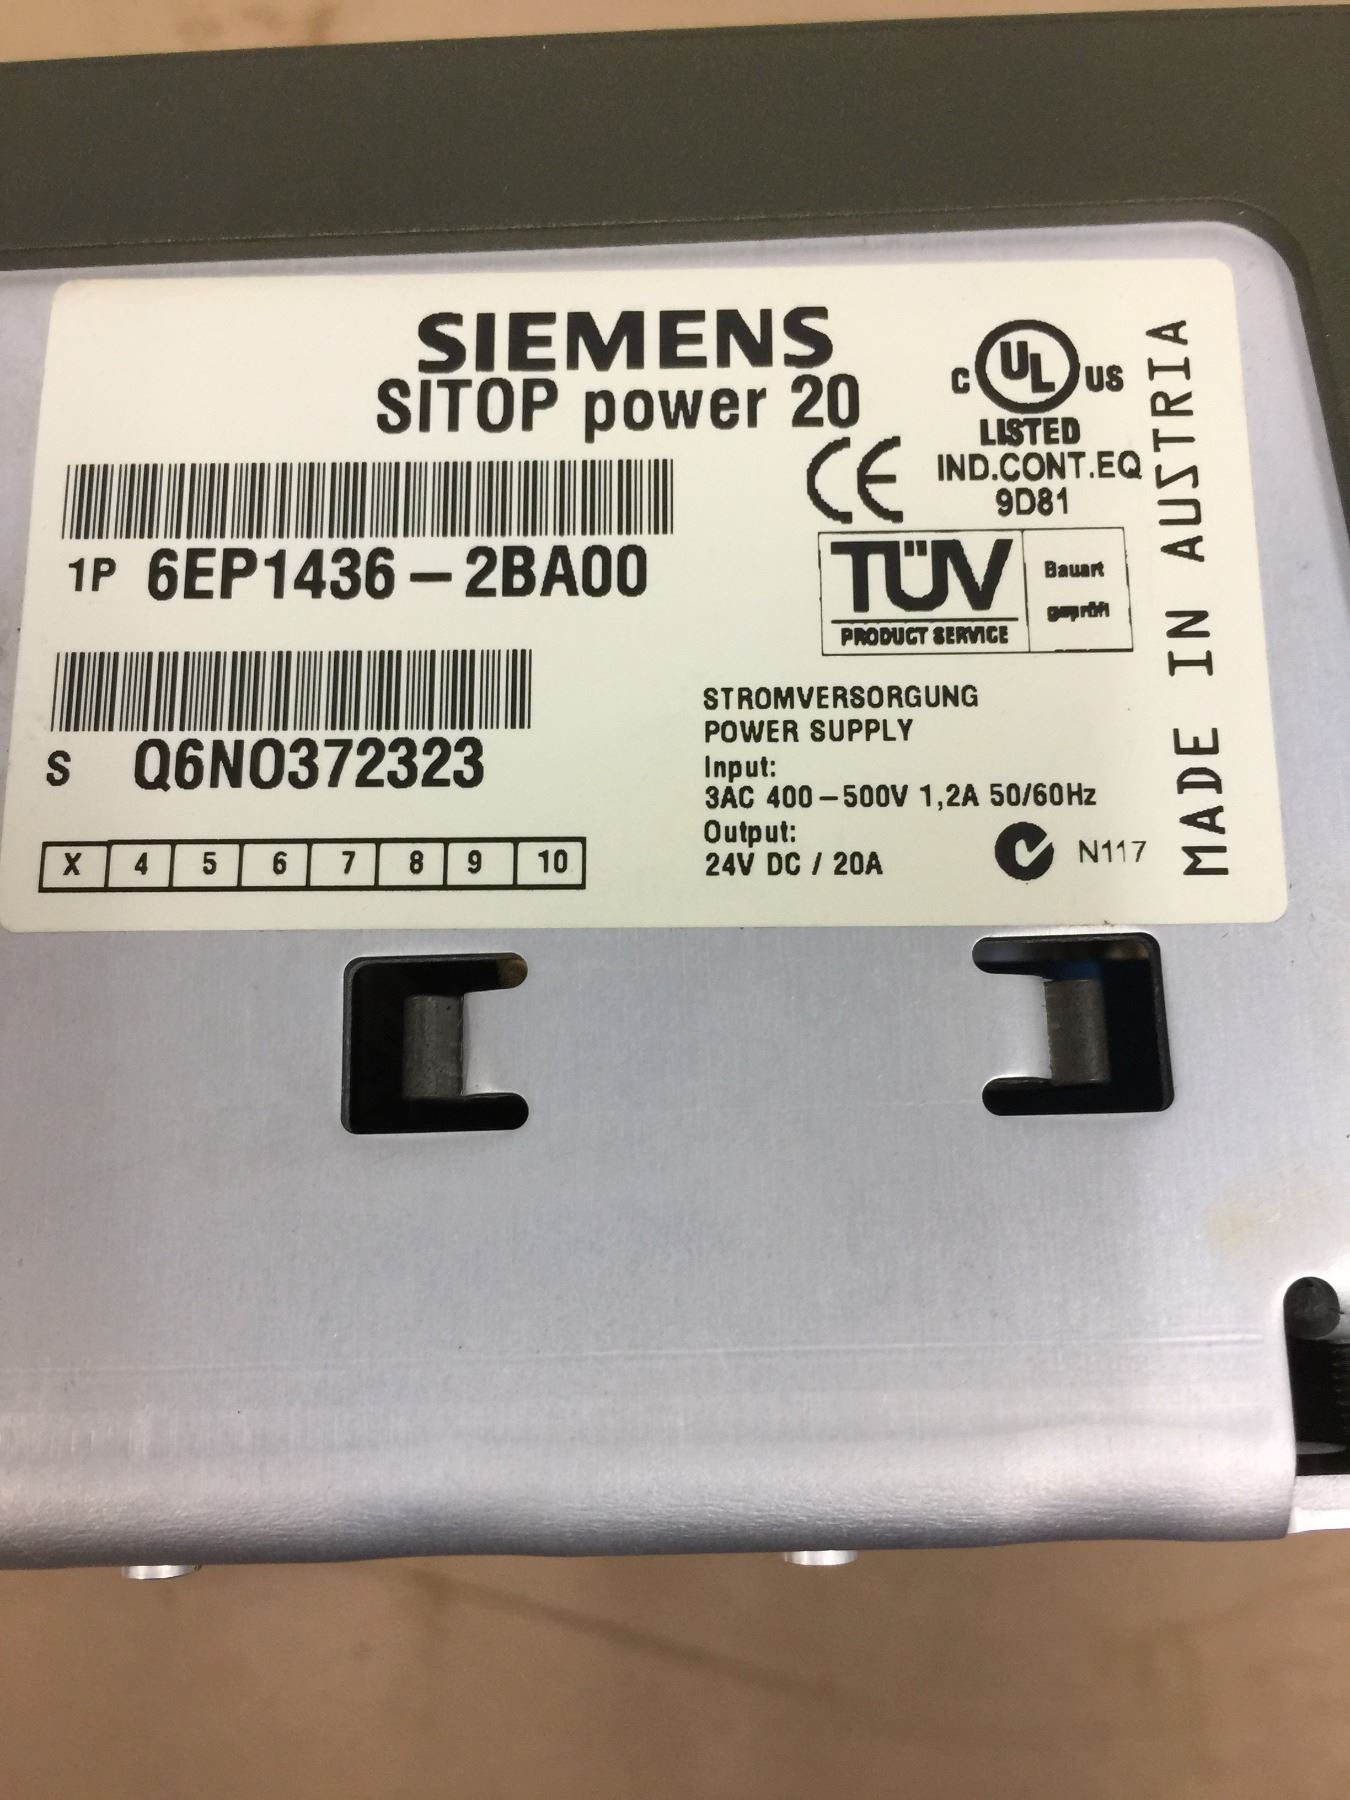 SIEMENS
SITOP power 20
C UL US
LISTED
IND.CONT.EQ
9D81
CE
1P 6EP1436-2BA00
TÜV
PRODUCT SERVICE
Bauart
geprüft
S Q6N0372323
STROMVERSORGUNG
POWER SUPPLY
Input:
3AC 400-500V 1,2A 50/60Hz
Output:
24V DC / 20A
N117
X 4 5 6 7 8 9 10
MADE IN AUSTRIA